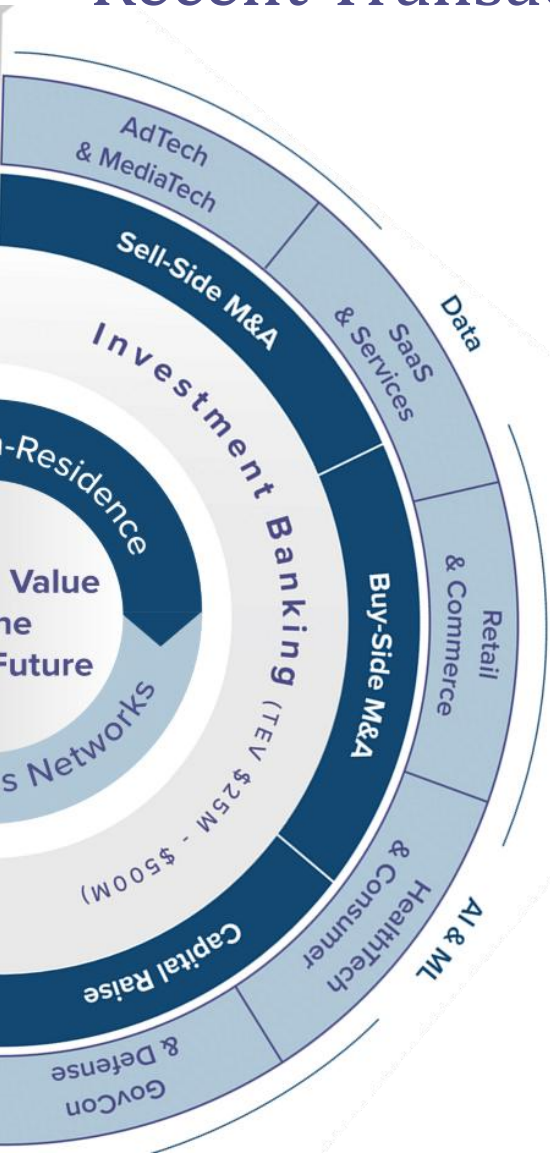 Recent
AdTech
& MediaTech
Sell-Side M&A
SaaS
& Services
Data
Investment Banking (TEV $25M - $500M)
-Residence
Value
Future
Networks
Buy-Side M&A
Retail
& Commerce
AI & ML
HealthTech
& Consumer
Capital Raise
GovCon
& Defense